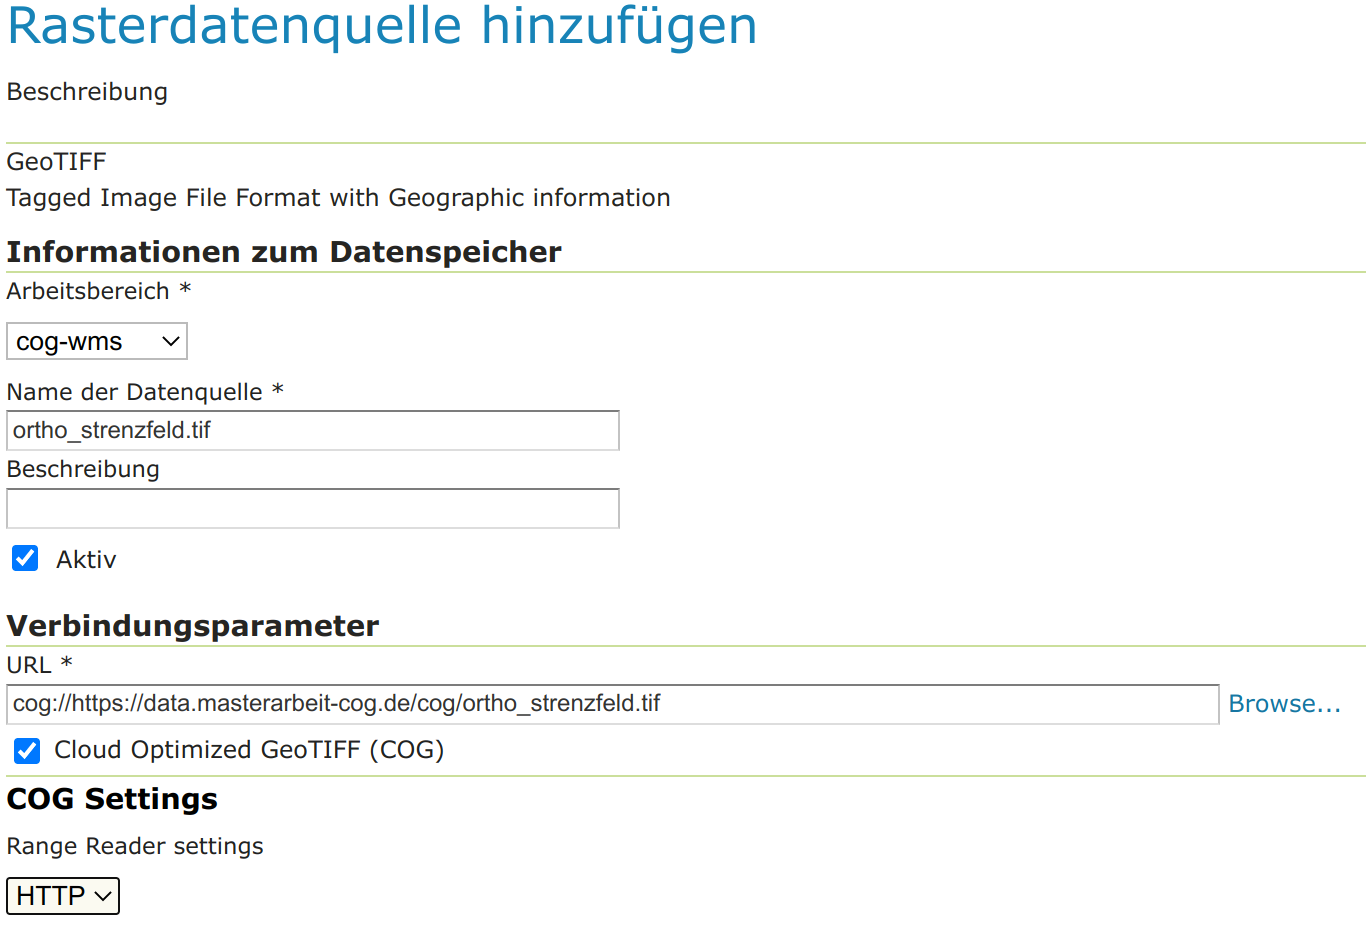 Rasterdatenquelle hinzufügen
Beschreibung
GeoTIFF
Tagged Image File Format with Geographic information
Informationen zum Datenspeicher
Arbeitsbereich *
cog-wms
Name der Datenquelle *
ortho_strenzfeld.tif
Beschreibung
Aktiv
Verbindungsparameter
URL *
cog://https://data.masterarbeit-cog.de/cog/ortho_strenzfeld.tif Browse...
Cloud Optimized GeoTIFF (COG)
COG Settings
Range Reader settings
HTTP